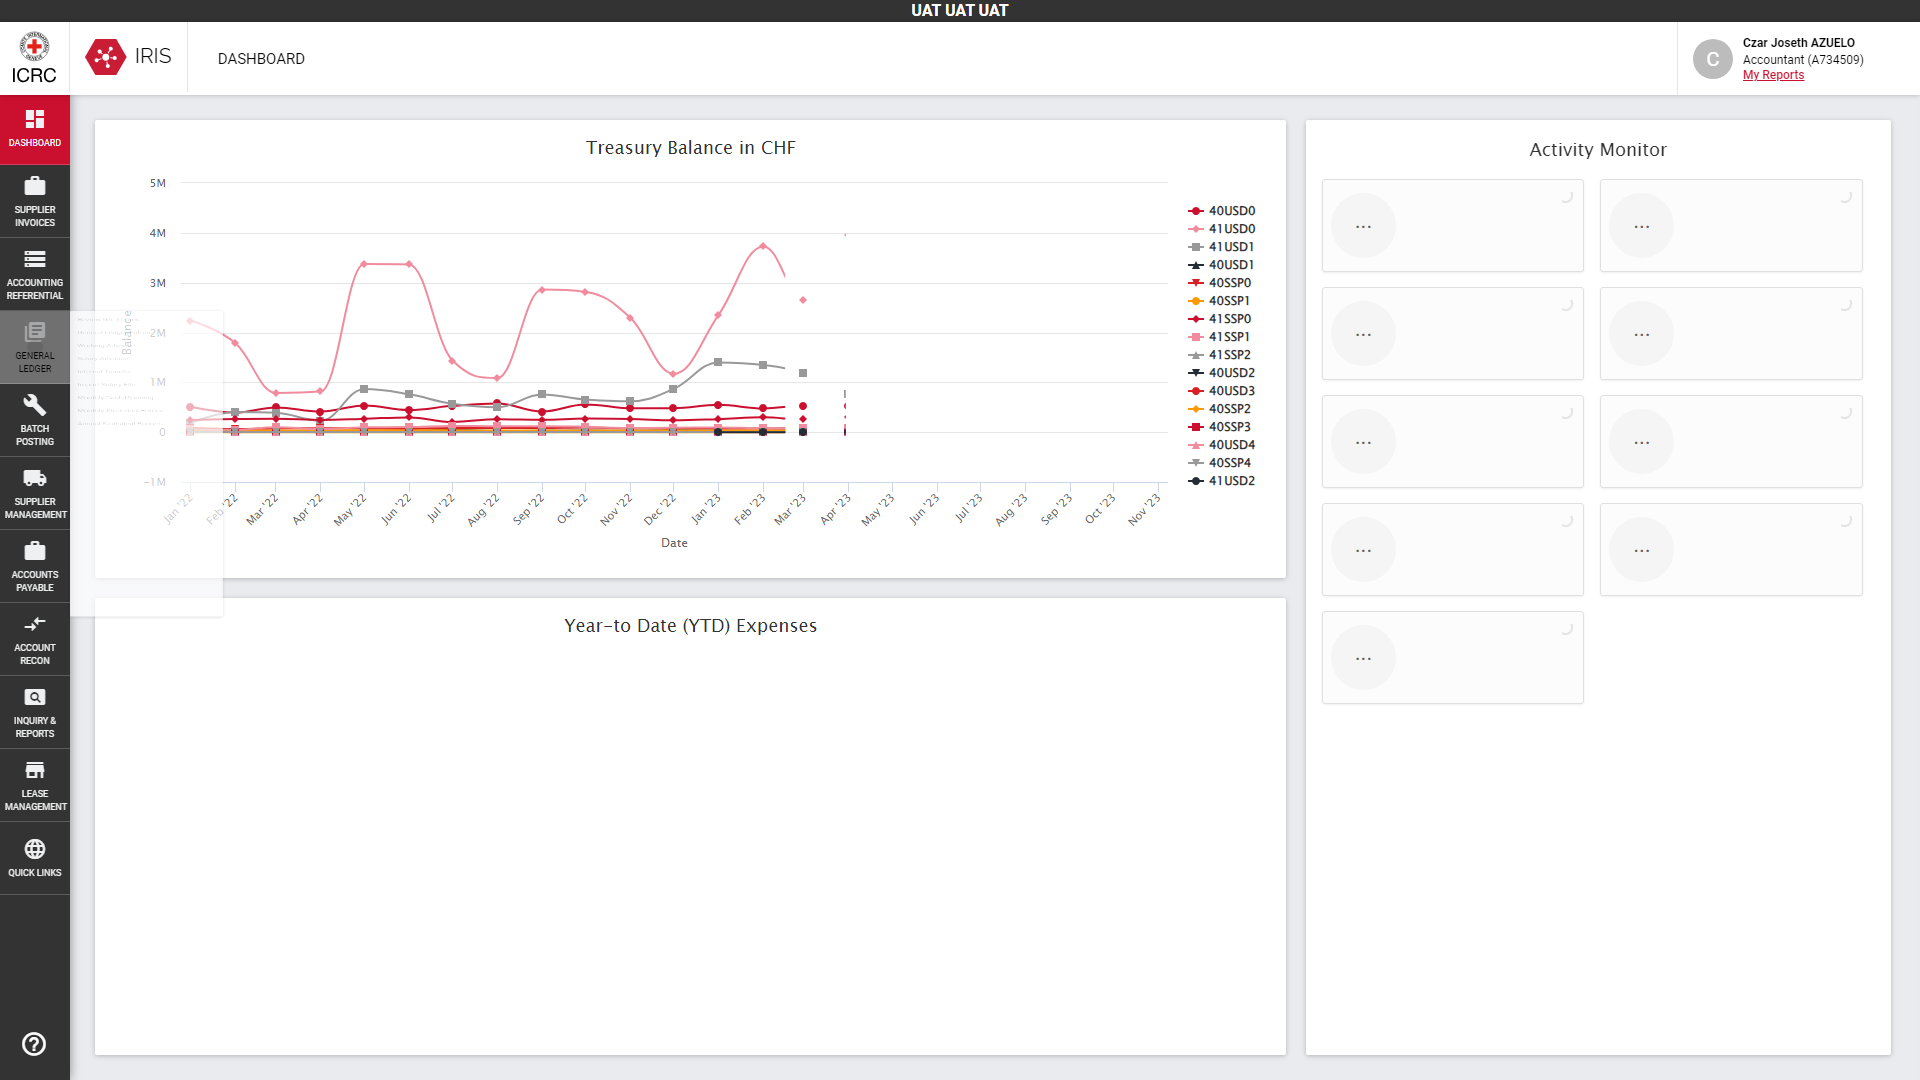 UAT UAT UAT
ICRC
IRIS
DASHBOARD
C
Czar Joseth AZUELO
Accountant (A734509)
My Reports
DASHBOARD
SUPPLIER
INVOICES
ACCOUNTING
REFERENTIAL
GENERAL
LEDGER
BATCH
POSTING
SUPPLIER
MANAGEMENT
ACCOUNTS
PAYABLE
ACCOUNT
RECON
INQUIRY &
REPORTS
LEASE
MANAGEMENT
QUICK LINKS
Treasury Balance in CHF
Balance
5M
4M
3M
2M
1M
0
-1M
Jan '22
Feb '22
Mar '22
Apr '22
May '22
Jun '22
Jul '22
Aug '22
Sep '22
Oct '22
Nov '22
Dec '22
Jan '23
Feb '23
Mar '23
Apr '23
May '23
Jun '23
Jul '23
Aug '23
Sep '23
Oct '23
Nov '23
Date
40USD0
41USD0
41USD1
40USD1
40SSP0
40SSP1
41SSP0
41SSP1
41SSP2
40USD2
40USD3
40SSP2
40SSP3
40USD4
40SSP4
41USD2
Year-to Date (YTD) Expenses
Activity Monitor
...
...
...
...
...
...
...
...
...